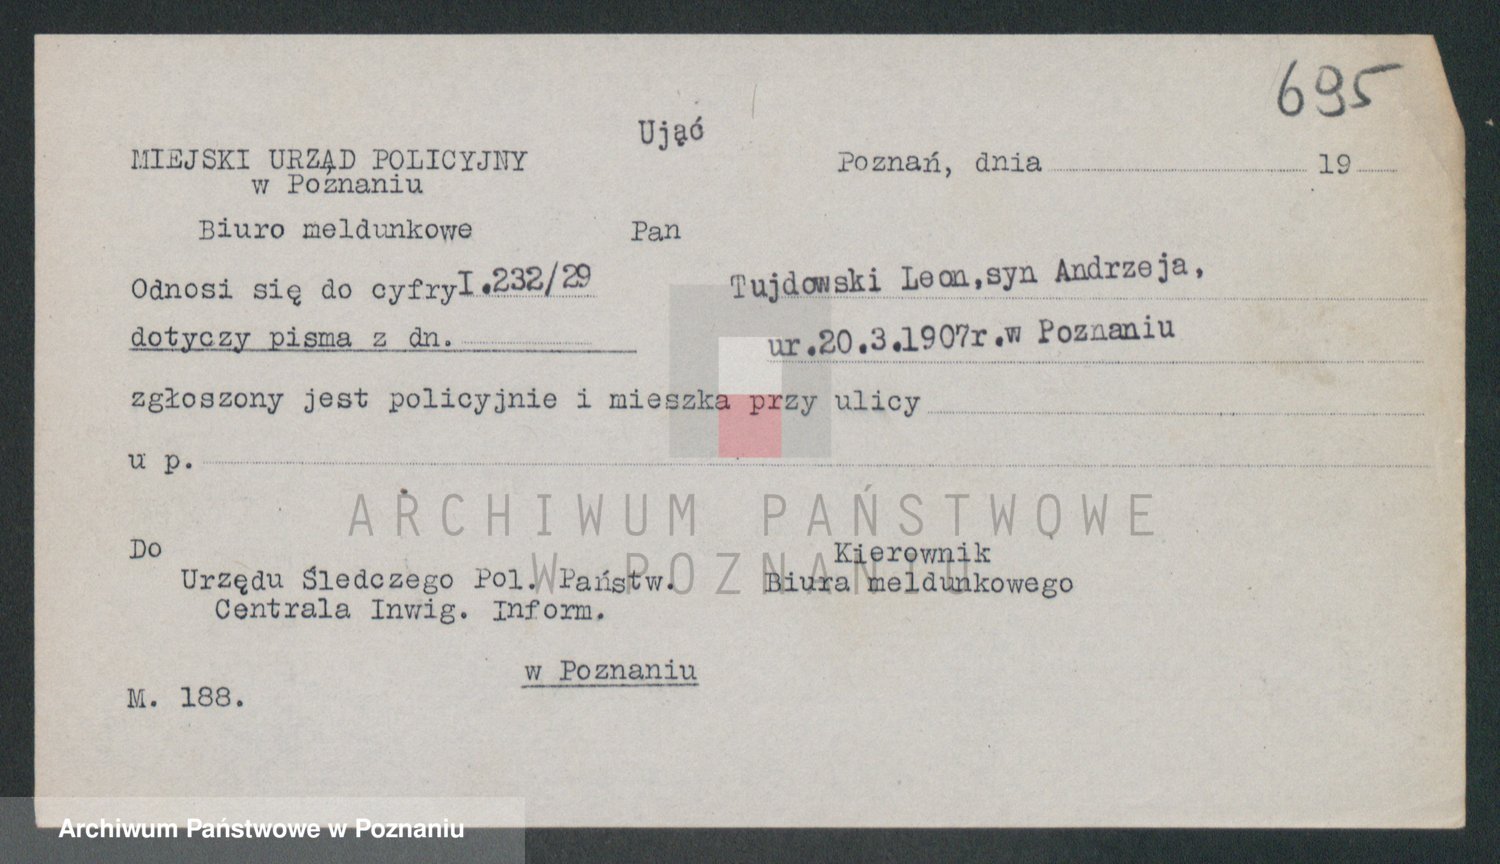 695
Ująć
MIEJSKI URZĄD POLICYJNY
w Poznaniu
Poznań, dnia 19
Biuro meldunkowe
Pan
Odnosi się do cyfry I.232/29
Tujdowski Leon,syn Andrzeja,
dotyczy pisma z dn.
ur.20.3.1907r.w Poznaniu
zgłoszony jest policyjnie i mieszka przy ulicy
u p.
ARCHIWUM PAŃSTWOWE
W POZNANIU
Do
Urzędu Śledczego Pol. Państw.
Centrala Inwig. Inform.
w Poznaniu
Kierownik
Biura meldunkowego
M. 188.
Archiwum Państwowe w Poznaniu